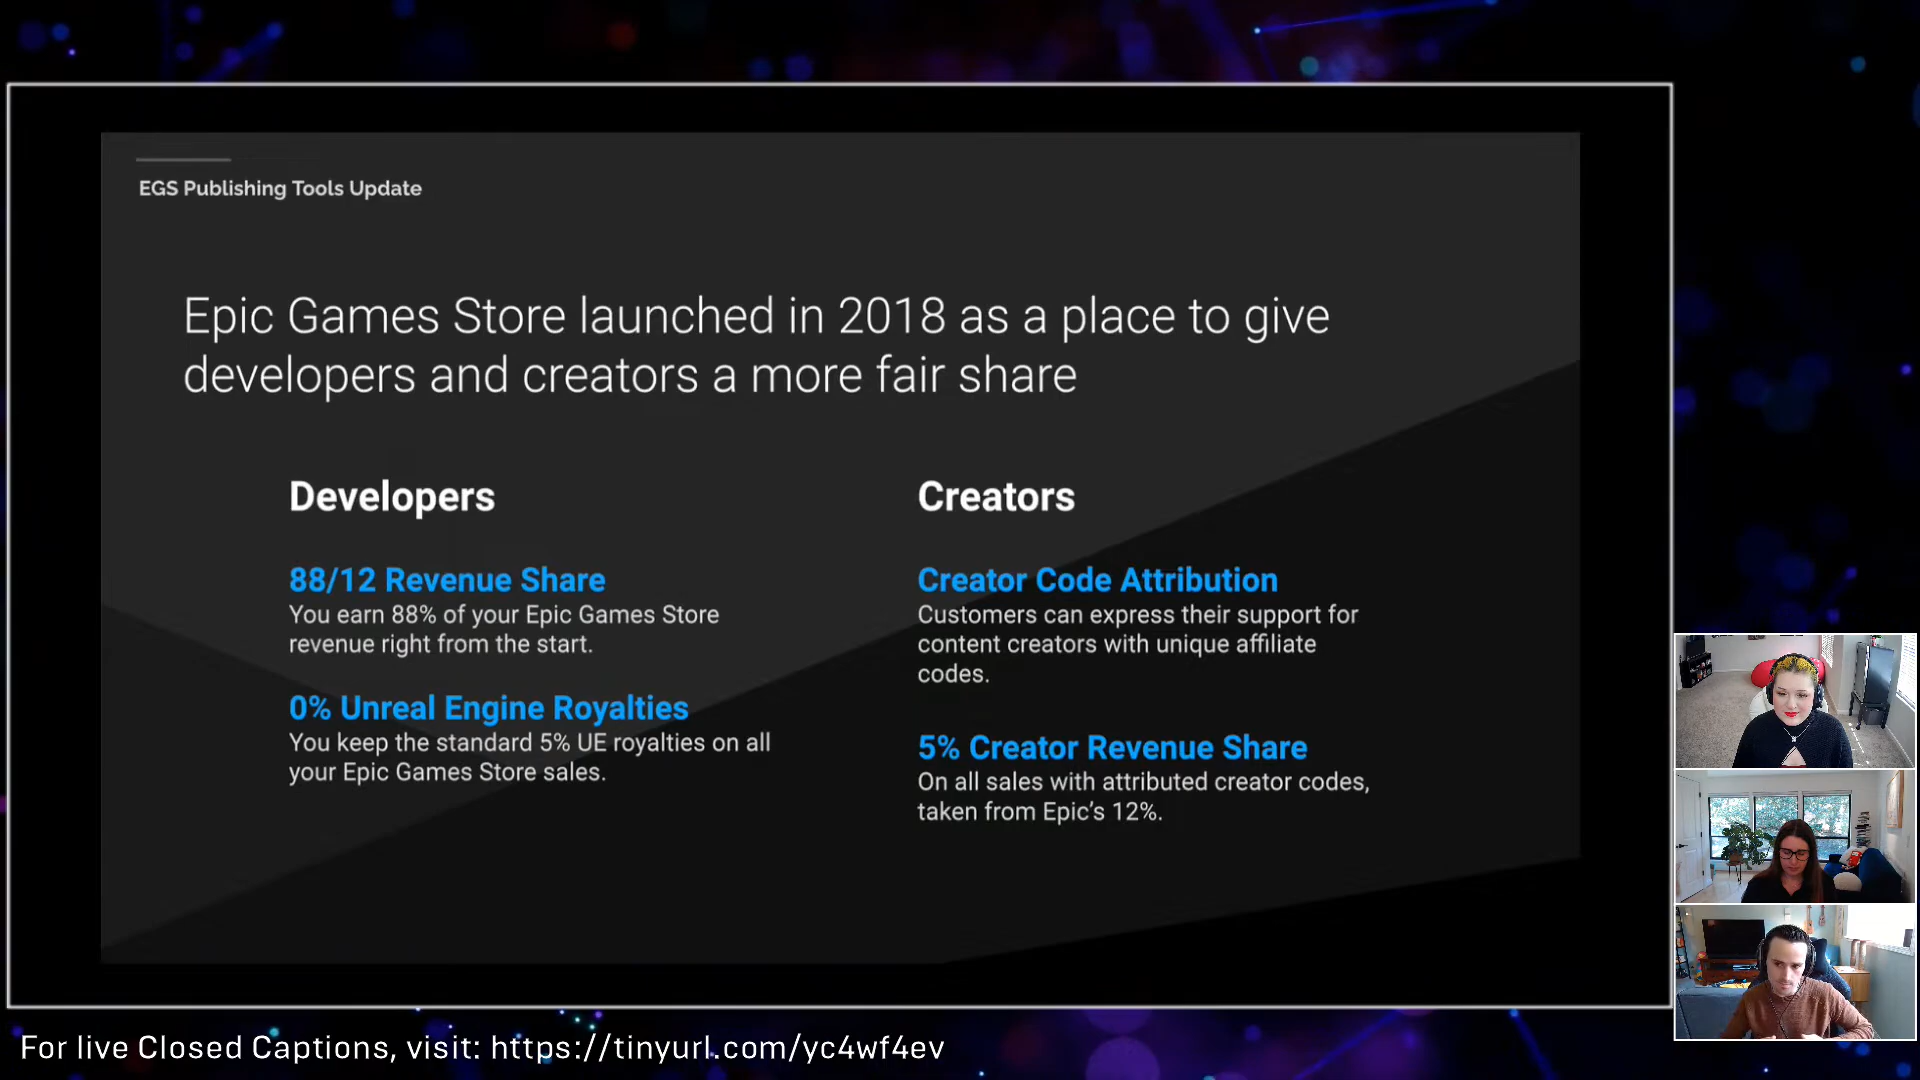 EGS Publishing Tools Update
Epic Games Store launched in 2018 as a place to give
developers and creators a more fair share
Developers
88/12 Revenue Share
You earn 88% of your Epic Games Store
revenue right from the start.
0% Unreal Engine Royalties
You keep the standard 5% UE royalties on all
your Epic Games Store sales.
Creators
Creator Code Attribution
Customers can express their support for
content creators with unique affiliate
codes.
5% Creator Revenue Share
On all sales with attributed creator codes,
taken from Epic’s 12%.
For live Closed Captions, visit: https://tinyurl.com/yc4wf4ev